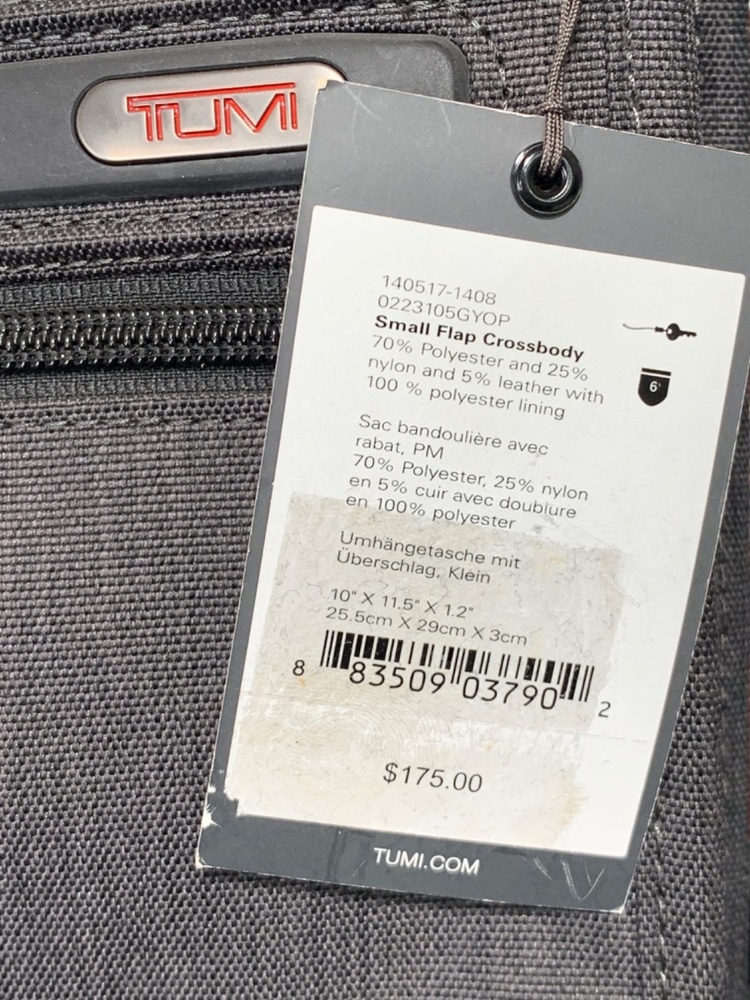 TUMI
140517-1408
0223105GYOP
Small Flap Crossbody
70% Polyester and 25%
nylon and 5% leather with
100 % polyester lining
6'
Sac bandoulière avec
rabat, PM
70% Polyester, 25% nylon
en 5% cuir avec doublure
en 100% polyester
Umhängetasche mit
Überschlag, Klein
10" X 11.5" X 1.2"
25.5cm X 29cm X 3cm
8 83509 03790 2
$175.00
TUMI.COM